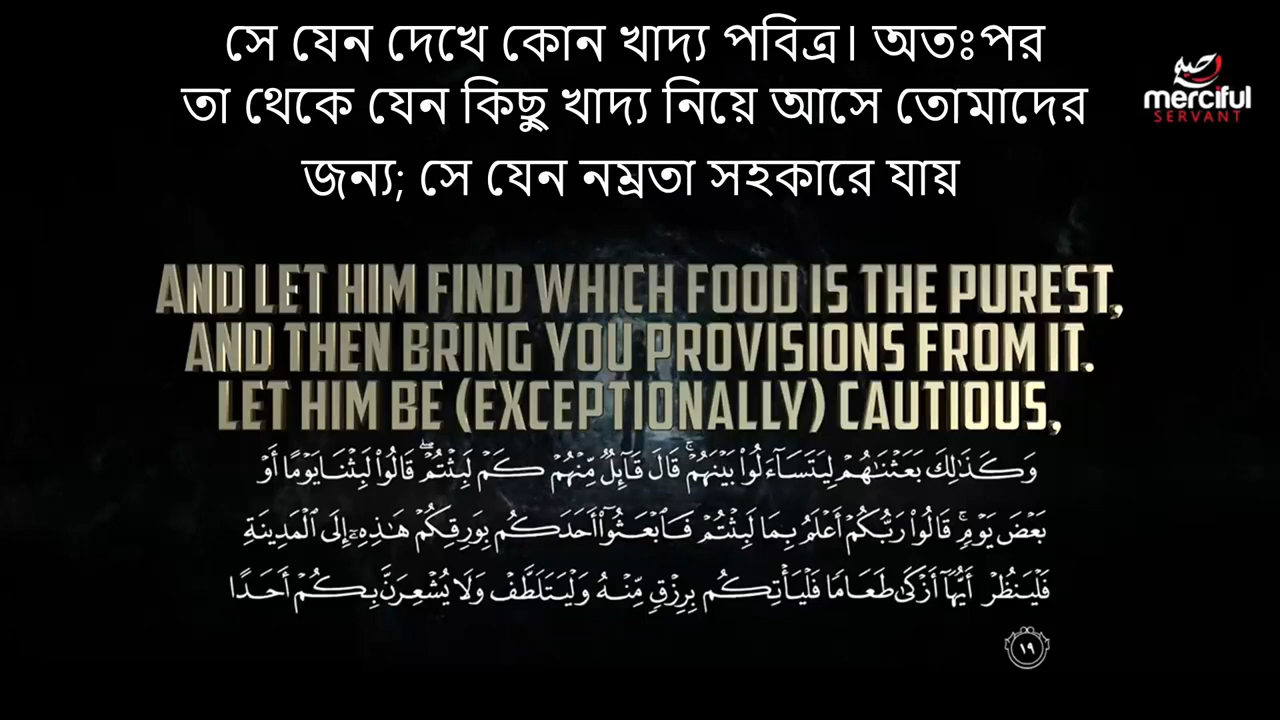 সে যেন দেখে কোন খাদ্য পবিত্র। অতঃপর
তা থেকে যেন কিছু খাদ্য নিয়ে আসে তোমাদের
জন্য; সে যেন নম্রতা সহকারে যায়
merciful
SERVANT
AND LET HIM FIND WHICH FOOD IS THE PUREST,
AND THEN BRING YOU PROVISIONS FROM IT.
LET HIM BE (EXCEPTIONALLY) CAUTIOUS,
وَكَذَٰلِكَ بَعَثْنَٰهُمْ لِيَتَسَآءَلُوا۟ بَيْنَهُمْ ۚ قَالَ قَآئِلٌ مِّنْهُمْ كَمْ لَبِثْتُمْ ۖ قَالُوا۟ لَبِثْنَا يَوْمًا أَوْ
بَعْضَ يَوْمٍ ۚ قَالُوا۟ رَبُّكُمْ أَعْلَمُ بِمَا لَبِثْتُمْ فَٱبْعَثُوٓا۟ أَحَدَكُم بِوَرِقِكُمْ هَٰذِهِۦٓ إِلَى ٱلْمَدِينَةِ
فَلْيَنظُرْ أَيُّهَآ أَزْكَىٰ طَعَامًا فَلْيَأْتِكُم بِرِزْقٍ مِّنْهُ وَلْيَتَلَطَّفْ وَلَا يُشْعِرَنَّ بِكُمْ أَحَدًا
١٩